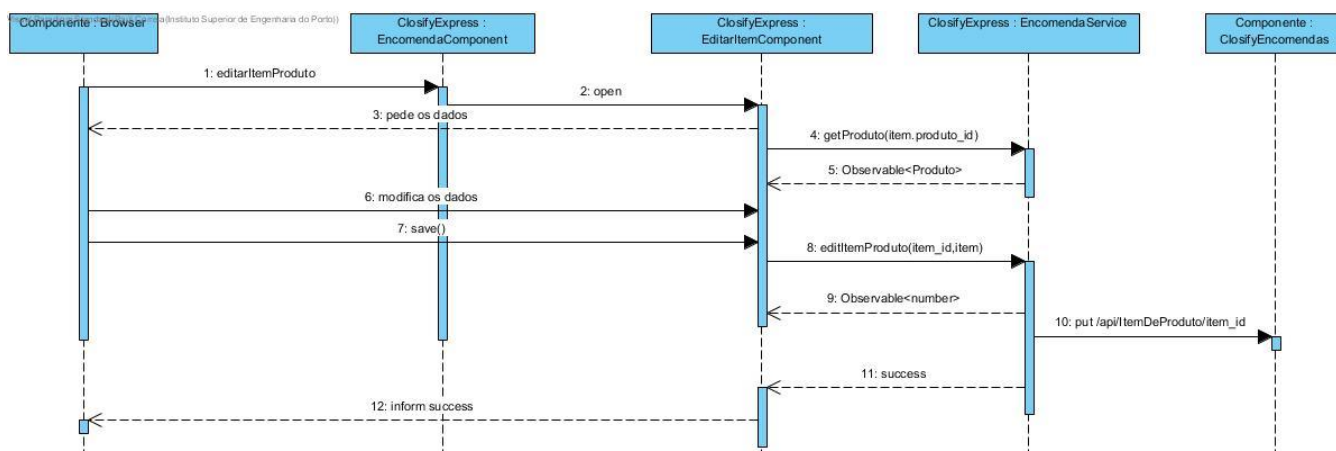 (Instituto Superior de Engenharia do Porto))
Componente : Browser
ClosifyExpress :
EncomendaComponent
ClosifyExpress :
EditarItemComponent
ClosifyExpress : EncomendaService
Componente :
ClosifyEncomendas
1: editarItemProduto
2: open
3: pede os dados
4: getProduto(item.produto_id)
5: Observable<Produto>
6: modifica os dados
7: save()
8: editItemProduto(item_id,item)
9: Observable<number>
10: put /api/ItemDeProduto/item_id
11: success
12: inform success